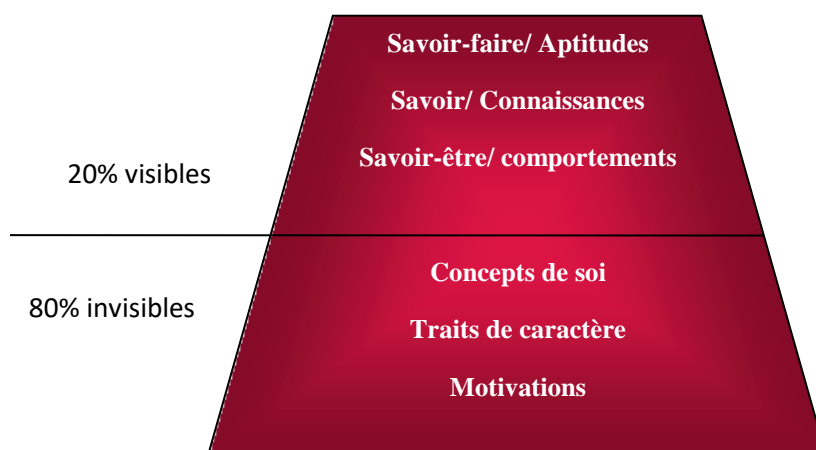 Savoir-faire/ Aptitudes
Savoir/ Connaissances
Savoir-être/ comportements
20% visibles
Concepts de soi
80% invisibles
Traits de caractère
Motivations